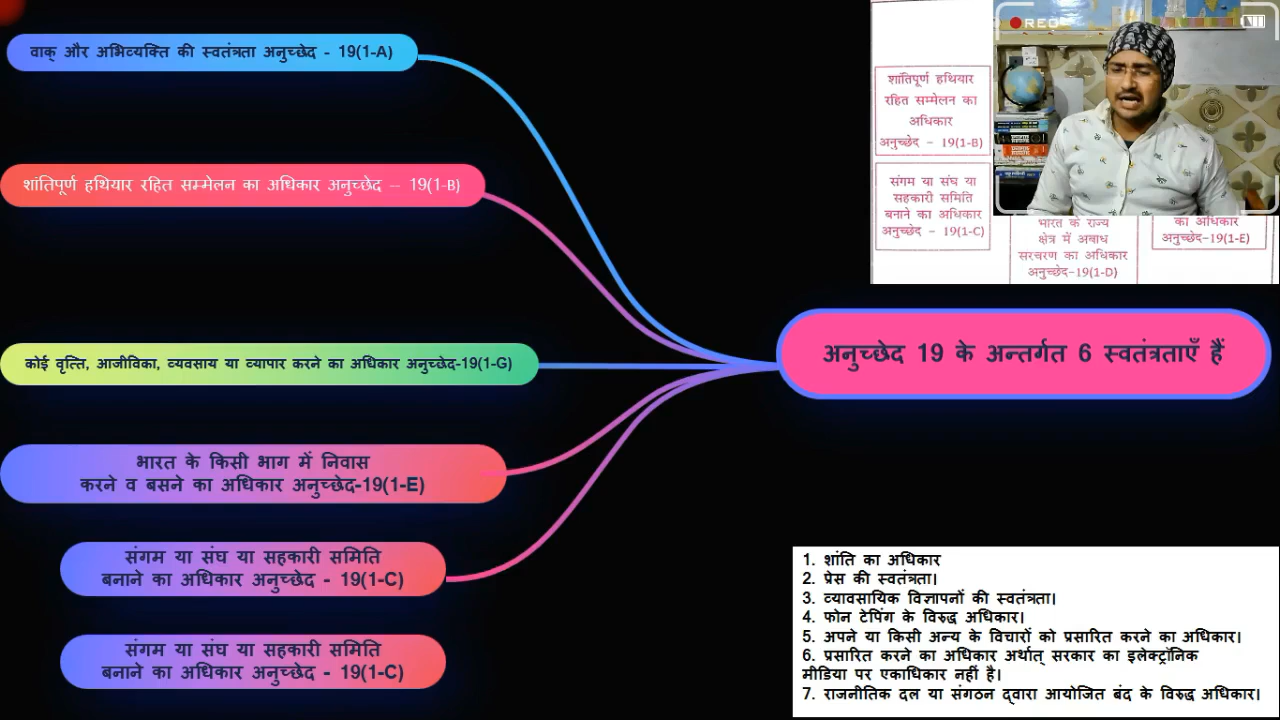 वाक् और अभिव्यक्ति की स्वतंत्रता अनुच्छेद - 19(1-A)
शांतिपूर्ण हथियार रहित सम्मेलन का अधिकार अनुच्छेद – 19(1-B)
कोई वृत्ति, आजीविका, व्यवसाय या व्यापार करने का अधिकार अनुच्छेद-19(1-G)
भारत के किसी भाग में निवास
करने व बसने का अधिकार अनुच्छेद-19(1-E)
संगम या संघ या सहकारी समिति
बनाने का अधिकार अनुच्छेद - 19(1-C)
संगम या संघ या सहकारी समिति
बनाने का अधिकार अनुच्छेद - 19(1-C)
अनुच्छेद 19 के अन्तर्गत 6 स्वतंत्रताएँ हैं
शांतिपूर्ण हथियार
रहित सम्मेलन का
अधिकार
अनुच्छेद - 19(1-B)
संगम या संघ या
सहकारी समिति
बनाने का अधिकार
अनुच्छेद - 19(1-C)
भारत के राज्य
क्षेत्र में अबाध
सरचरण का अधिकार
अनुच्छेद-19(1-D)
का अधिकार
अनुच्छेद-19(1-E)
REC
1. शांति का अधिकार
2. प्रेस की स्वतंत्रता।
3. व्यावसायिक विज्ञापनों की स्वतंत्रता।
4. फोन टेपिंग के विरुद्ध अधिकार।
5. अपने या किसी अन्य के विचारों को प्रसारित करने का अधिकार।
6. प्रसारित करने का अधिकार अर्थात् सरकार का इलेक्ट्रॉनिक
मीडिया पर एकाधिकार नहीं है।
7. राजनीतिक दल या संगठन द्वारा आयोजित बंद के विरुद्ध अधिकार।